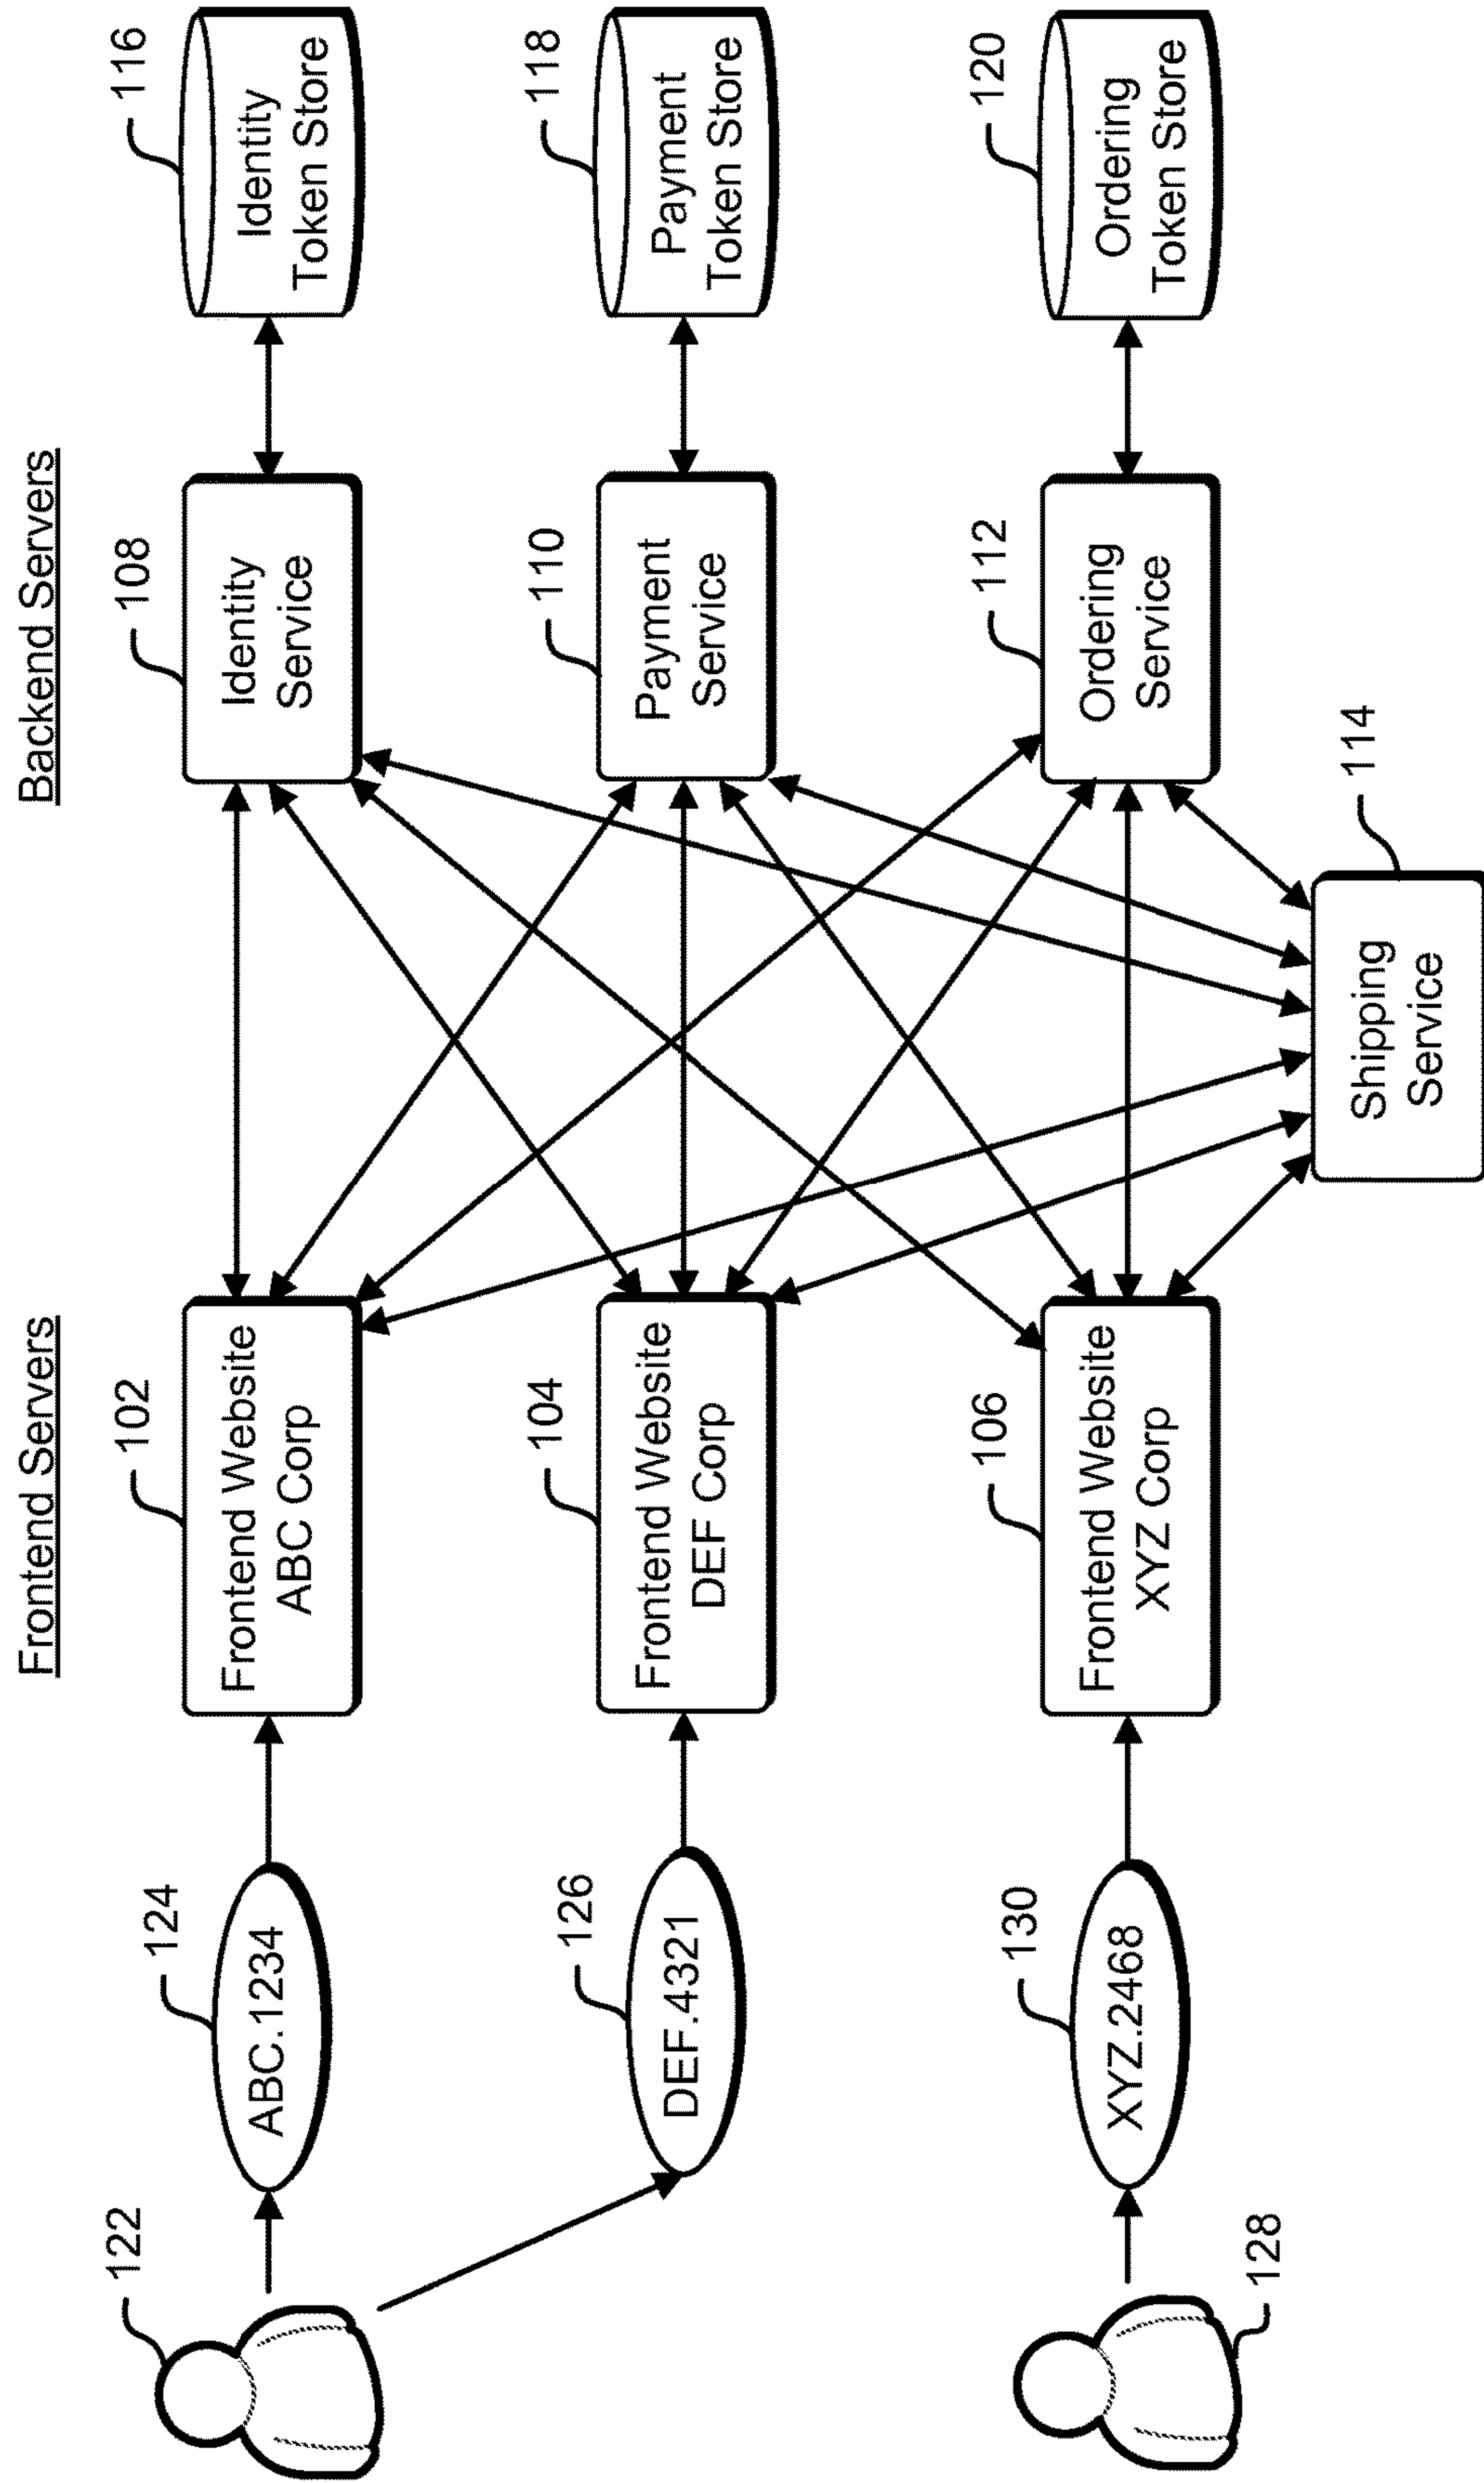 Frontend Servers
Backend Servers
122
124
102
108
116
ABC.1234
Frontend Website
ABC Corp
Identity
Service
Identity
Token Store
126
104
110
118
DEF.4321
Frontend Website
DEF Corp
Payment
Service
Payment
Token Store
130
106
112
120
XYZ.2468
Frontend Website
XYZ Corp
Ordering
Service
Ordering
Token Store
128
114
Shipping
Service